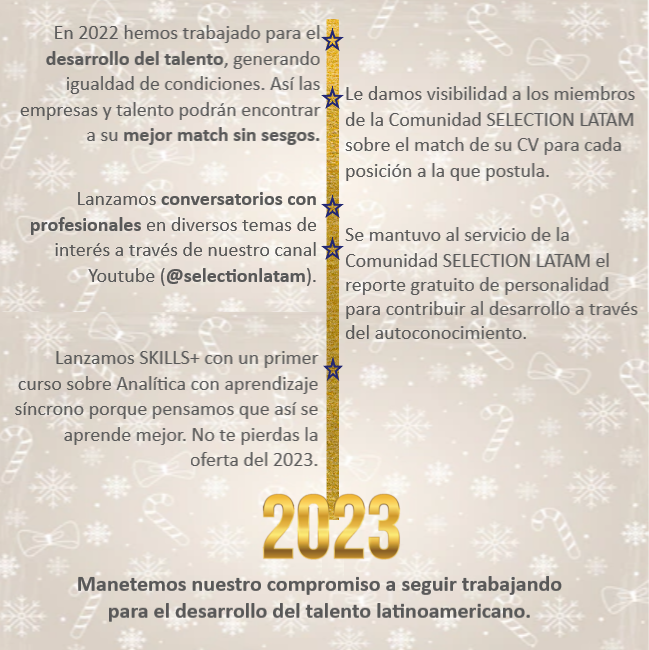 En 2022 hemos trabajado para el
desarrollo del talento, generando
igualdad de condiciones. Así las
empresas y talento podrán encontrar
a su mejor match sin sesgos.
Le damos visibilidad a los miembros
de la Comunidad SELECTION LATAM
sobre el match de su CV para cada
posición a la que postula.
Lanzamos conversatorios con
profesionales en diversos temas de
interés a través de nuestro canal
Youtube (@selectionlatam).
Se mantuvo al servicio de la
Comunidad SELECTION LATAM el
reporte gratuito de personalidad
para contribuir al desarrollo a través
del autoconocimiento.
Lanzamos SKILLS+ con un primer
curso sobre Analítica con aprendizaje
síncrono porque pensamos que así se
aprende mejor. No te pierdas la
oferta del 2023.
2023
Manetemos nuestro compromiso a seguir trabajando
para el desarrollo del talento latinoamericano.